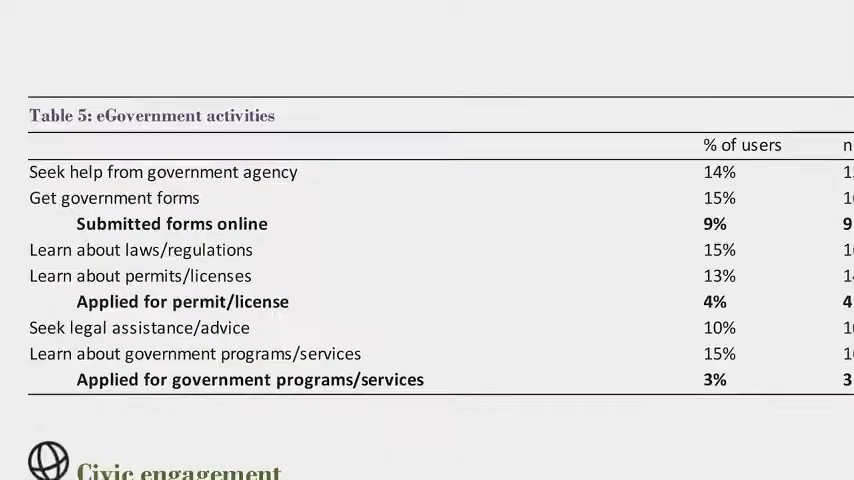 Table 5: eGovernment activities
% of users n
Seek help from government agency 14%
Get government forms 15%
Submitted forms online 9%
Learn about laws/regulations 15%
Learn about permits/licenses 13%
Applied for permit/license 4%
Seek legal assistance/advice 10%
Learn about government programs/services 15%
Applied for government programs/services 3%
Civic engagement